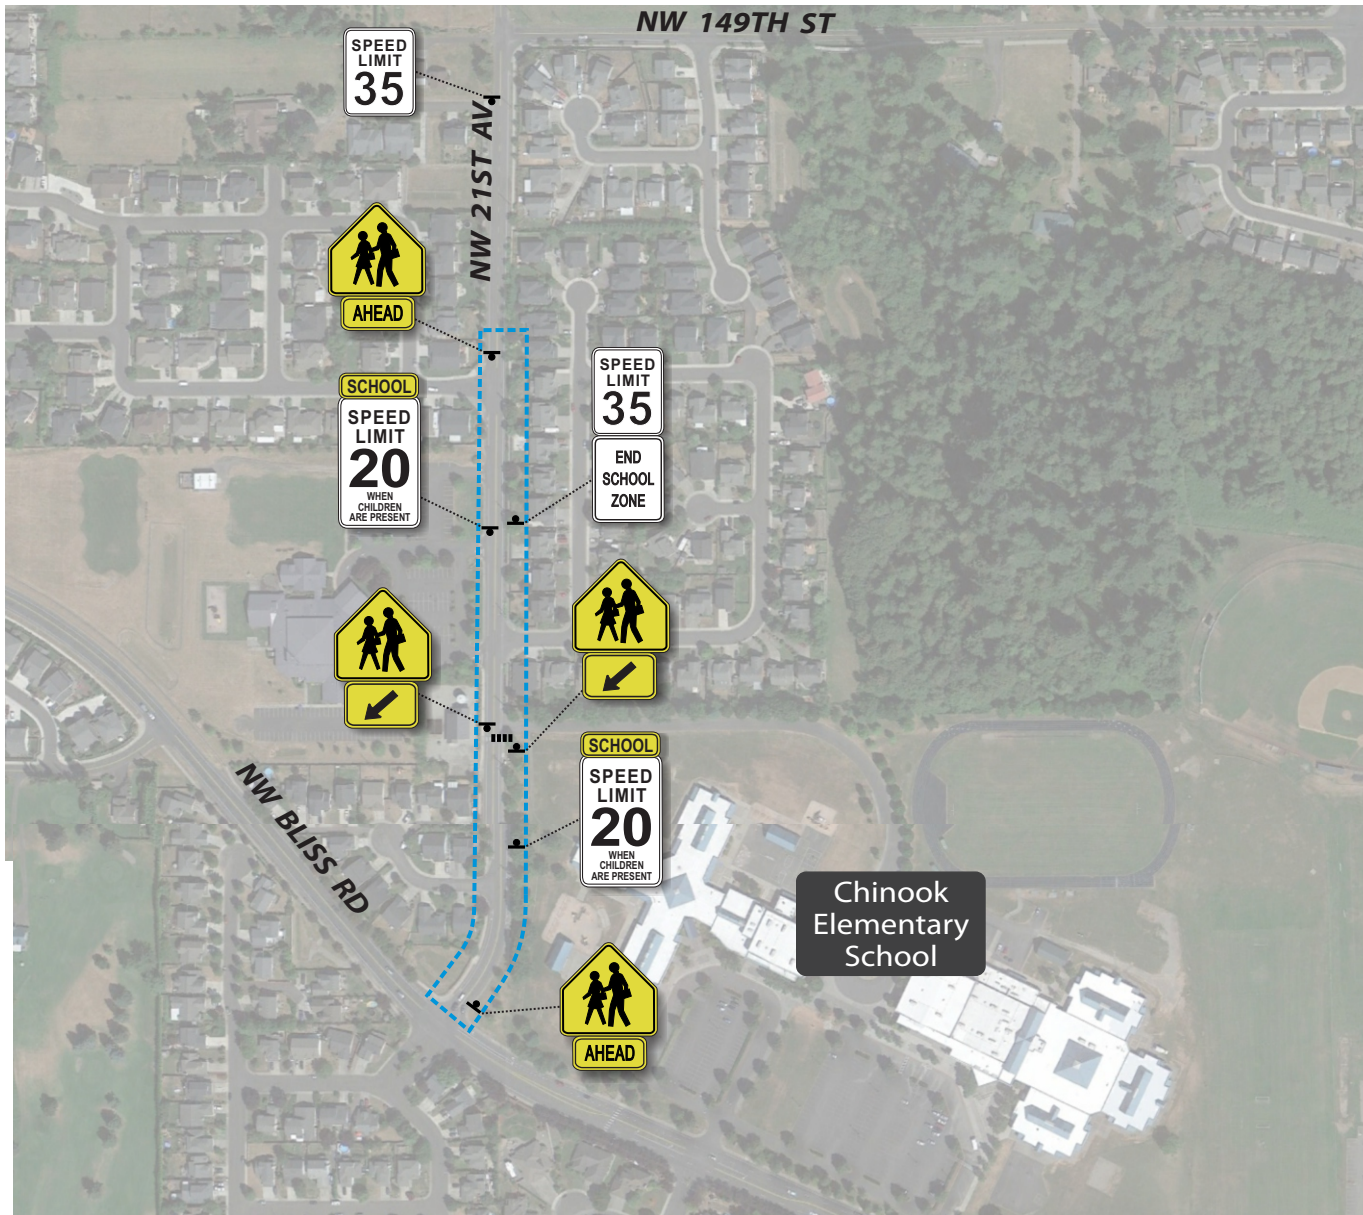 NW 149TH ST
SPEED
LIMIT
35
NW 21ST AV
AHEAD
SCHOOL
SPEED
LIMIT
20
WHEN
CHILDREN
ARE PRESENT
SPEED
LIMIT
35
END
SCHOOL
ZONE
SCHOOL
SPEED
LIMIT
20
WHEN
CHILDREN
ARE PRESENT
NW BLISS RD
Chinook
Elementary
School
AHEAD